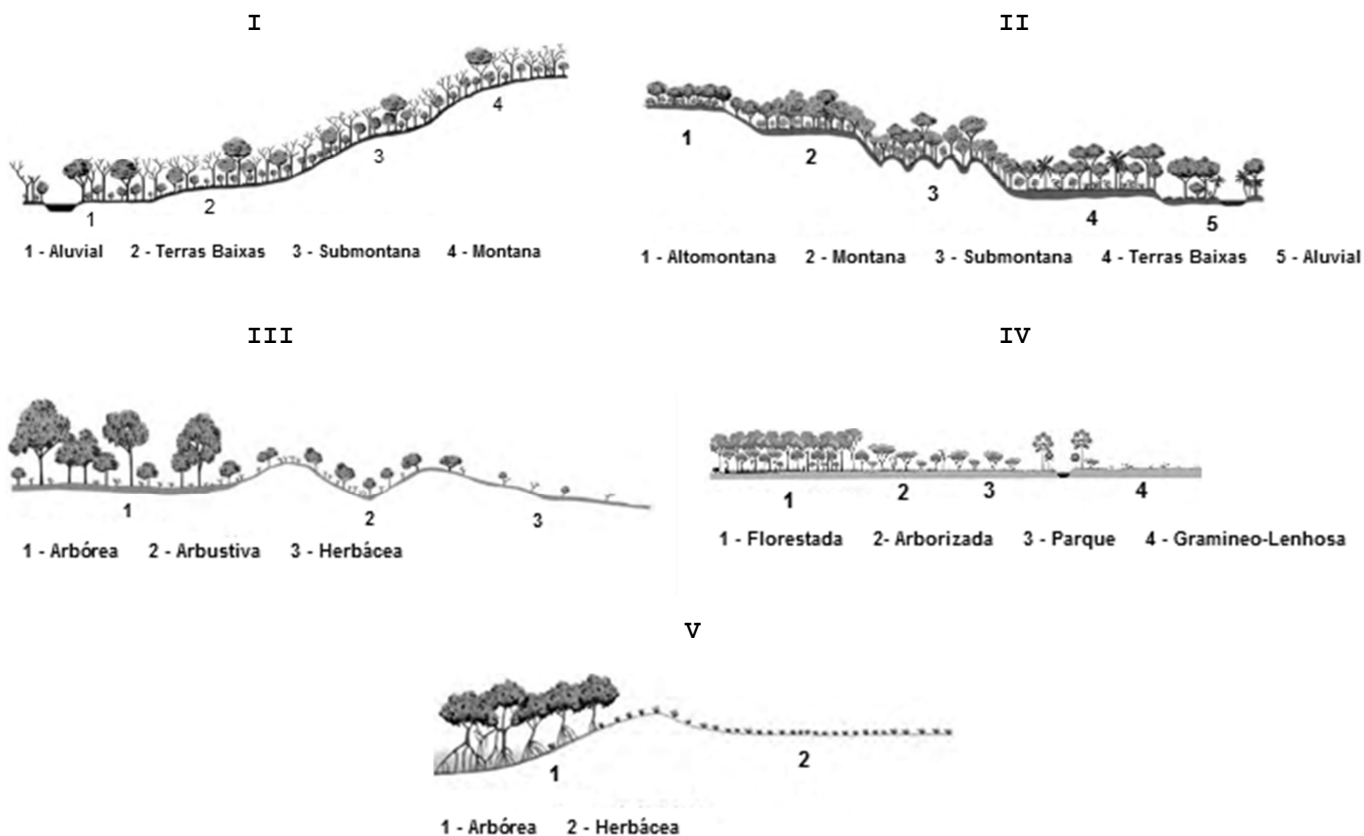 I
II
4
3
2
1
1 - Aluvial 2 - Terras Baixas 3 - Submontana 4 - Montana
1
2
3
4
5
1 - Altomontana 2 - Montana 3 - Submontana 4 - Terras Baixas 5 - Aluvial
III
IV
1
2
3
1 - Arbórea 2 - Arbustiva 3 - Herbácea
1
2
3
4
1 - Florestada 2- Arborizada 3 - Parque 4 - Gramineo-Lenhosa
V
1
2
1 - Arbórea 2 - Herbácea